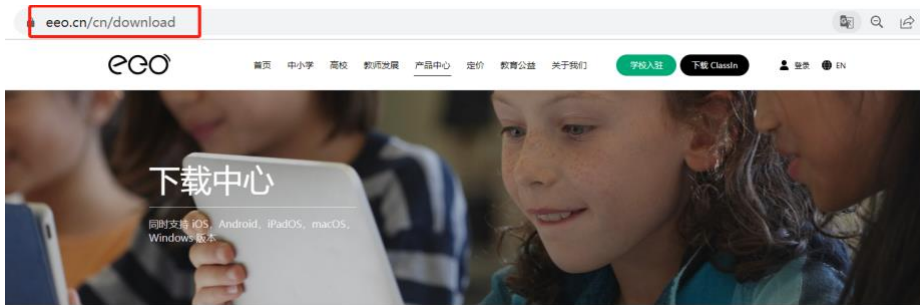 eeo.cn/cn/download
eeo
首页 中小学 高校 教师发展 产品中心 定价 教育公益 关于我们 学校入驻 下载 ClassIn 登录 EN
下载中心
同时支持 iOS、Android、iPadOS、macOS、
Windows 版本